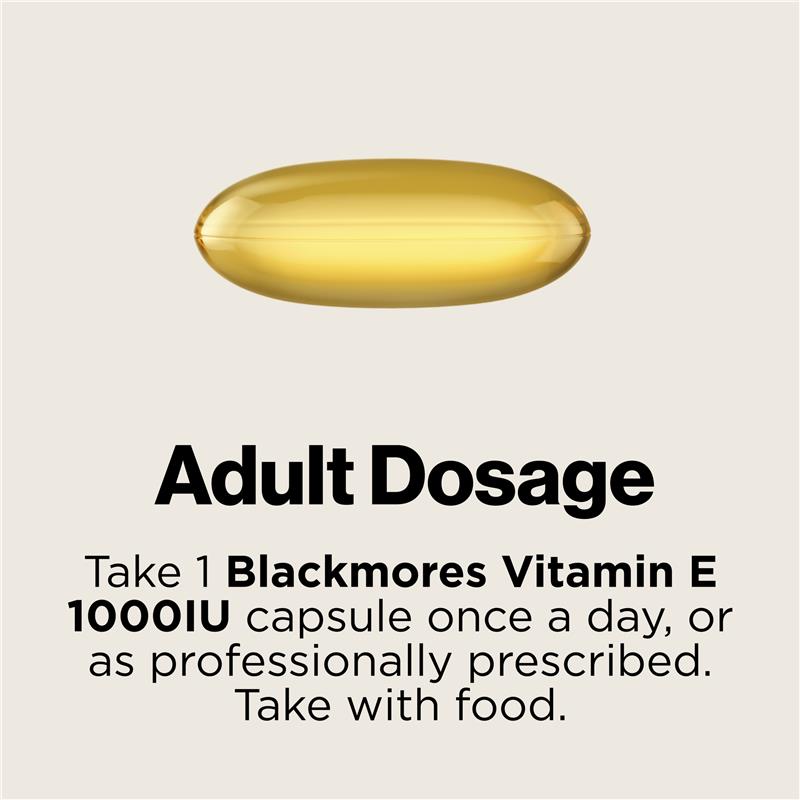 Adult Dosage
Take 1 Blackmores Vitamin E
1000IU capsule once a day, or
as professionally prescribed.
Take with food.